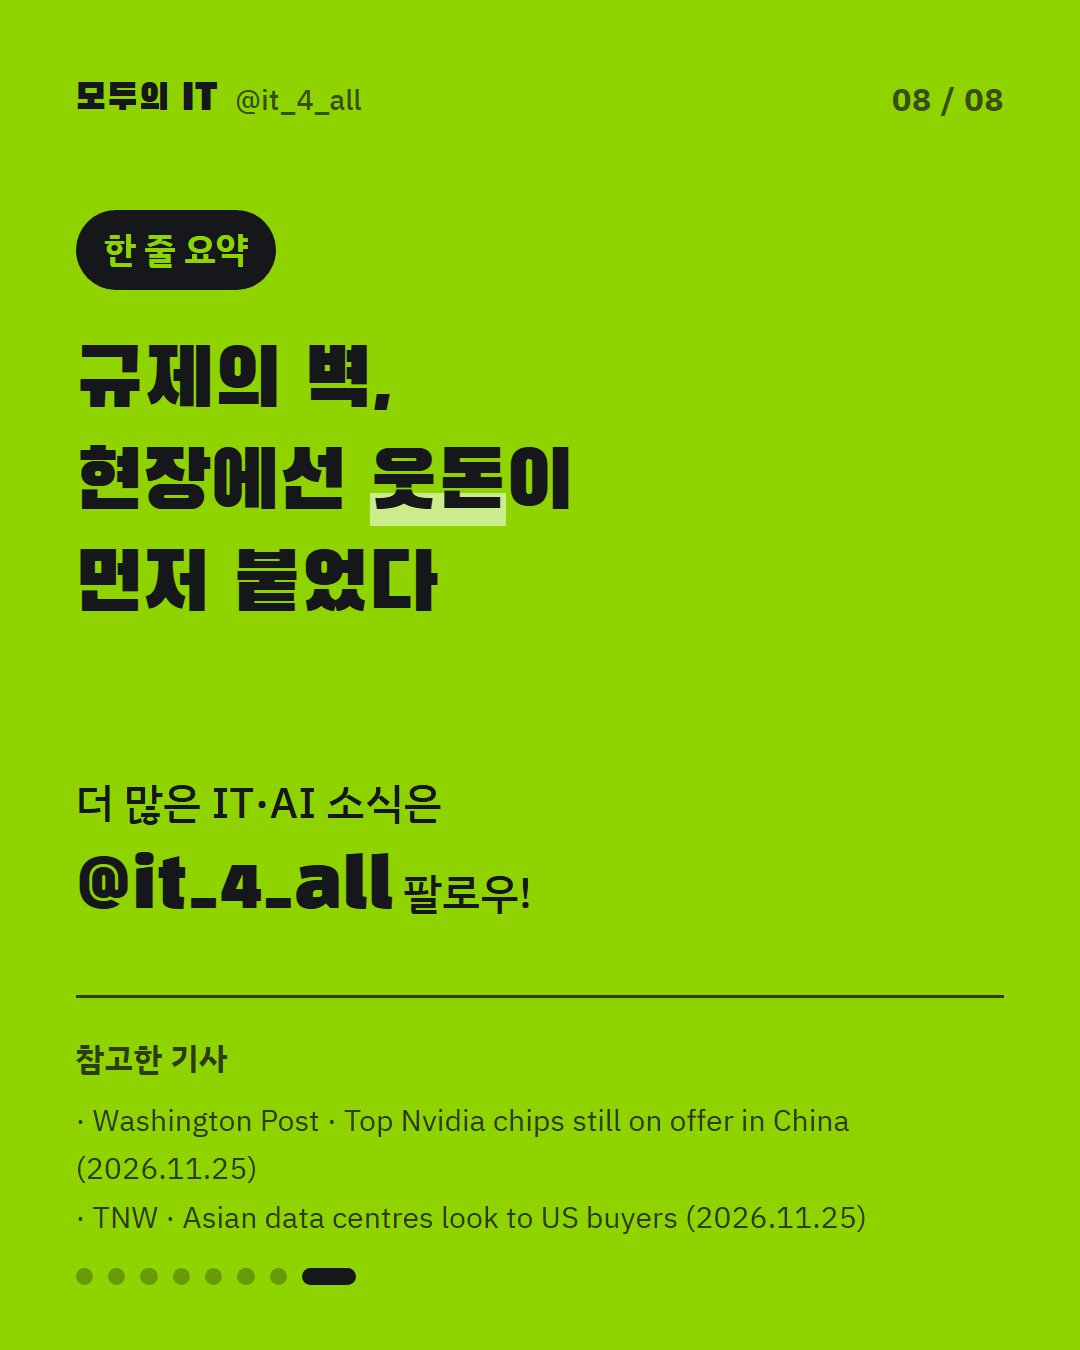 모두의 IT @it_4_all
08 / 08
한 줄 요약
규제의 벽,
현장에선 웃돈이
먼저 붙었다
더 많은 IT·AI 소식은
@it_4_all 팔로우!
참고한 기사
· Washington Post · Top Nvidia chips still on offer in China
(2026.11.25)
· TNW · Asian data centres look to US buyers (2026.11.25)